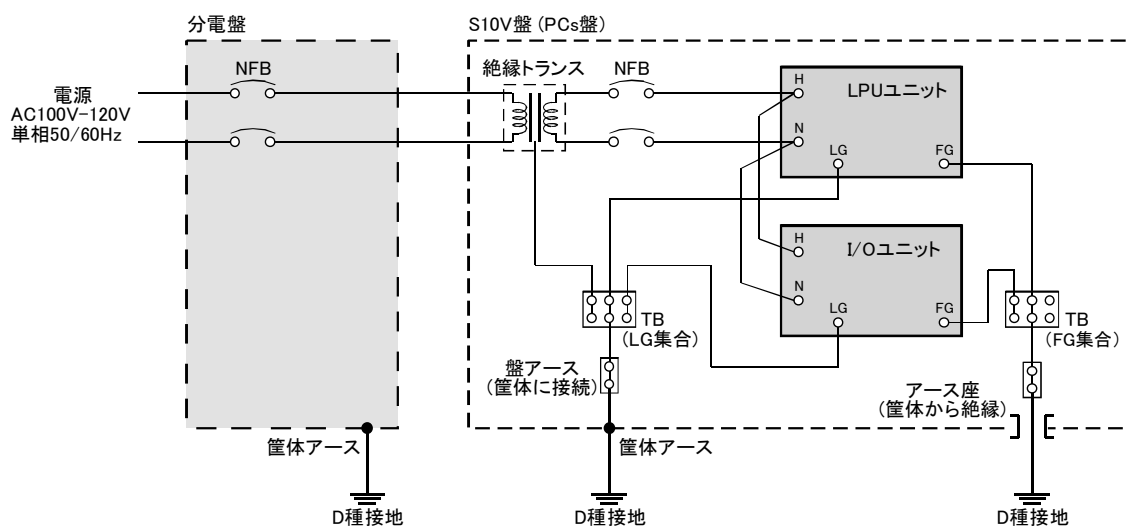 分電盤
S10V盤 (PCs盤)
NFB
絶縁トランス
NFB
電源
AC100V-120V
単相50/60Hz
H
LPUユニット
N
LG
FG
H
I/Oユニット
N
LG
FG
TB
(LG集合)
TB
(FG集合)
盤アース
(筐体に接続)
アース座
(筐体から絶縁)
筐体アース
筐体アース
D種接地
D種接地
D種接地